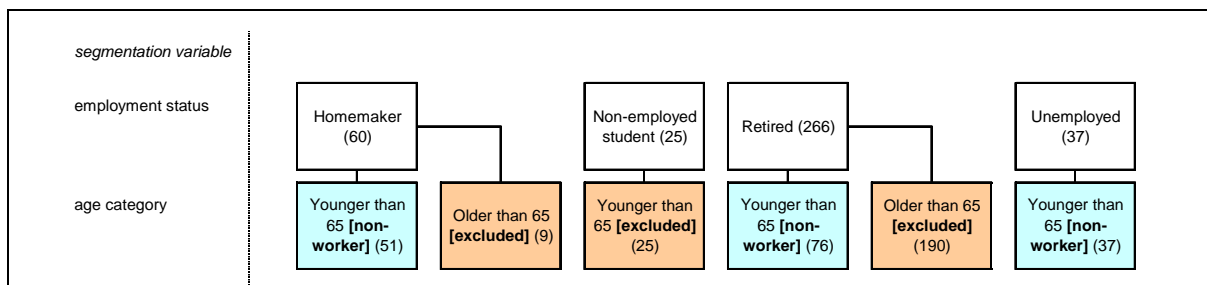 segmentation variable
employment status
Homemaker
(60)
Non-employed
student (25)
Retired (266)
Unemployed
(37)
age category
Younger than
65 [non-
worker] (51)
Older than 65
[excluded] (9)
Younger than
65 [excluded]
(25)
Younger than
65 [non-
worker] (76)
Older than 65
[excluded]
(190)
Younger than
65 [non-
worker] (37)